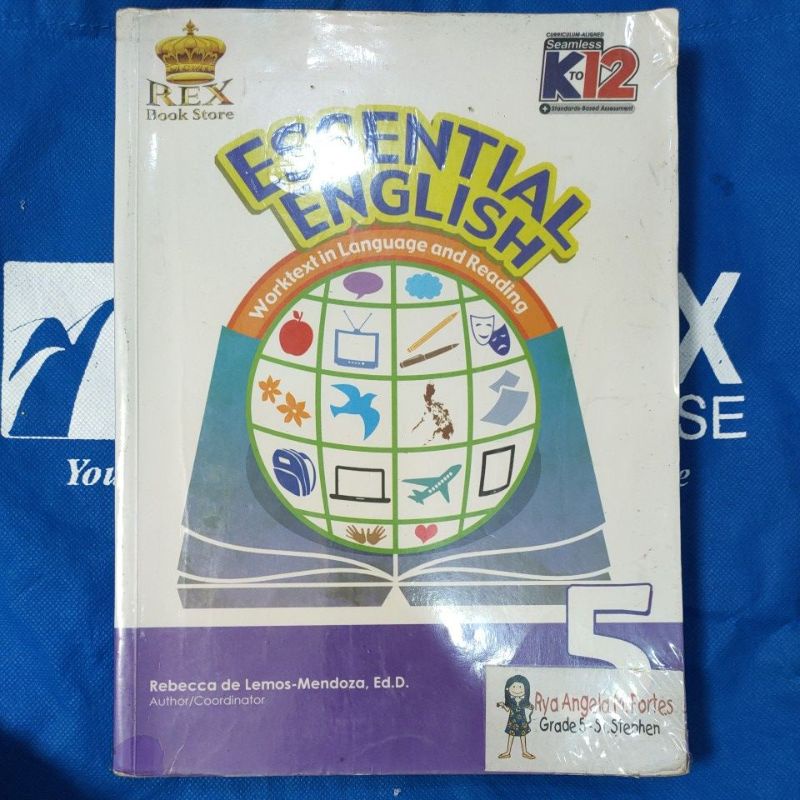 REX
Book Store
CURRICULUM-ALIGNED
Seamless
K TO 12
+ Standards-Based Assessment
ESSENTIAL
ENGLISH
Worktext in Language and Reading
X
SE
You
e
5
Rebecca de Lemos-Mendoza, Ed.D.
Author/Coordinator
Rya Angela M. Fortes
Grade 5-St. Stephen